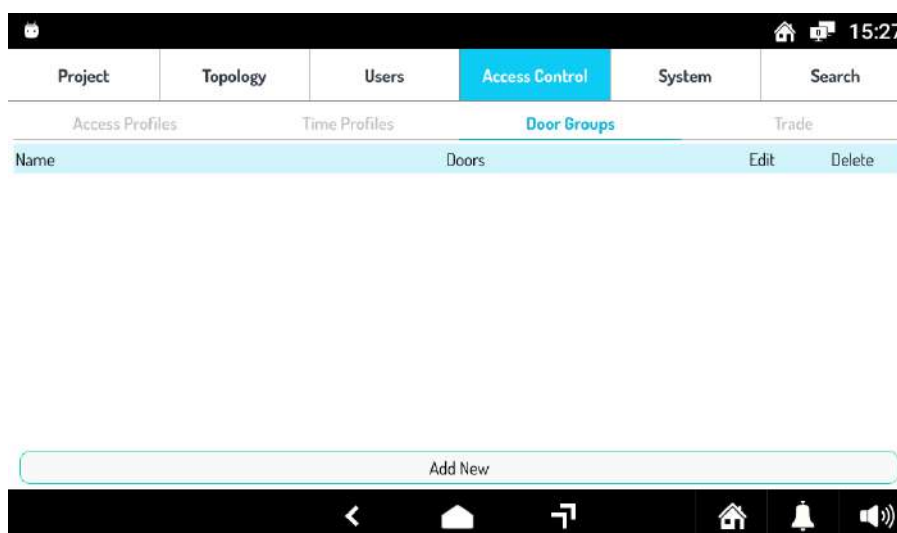 15:27
Project Topology Users Access Control System Search
Access Profiles Time Profiles Door Groups Trade
Name Doors Edit Delete
Add New